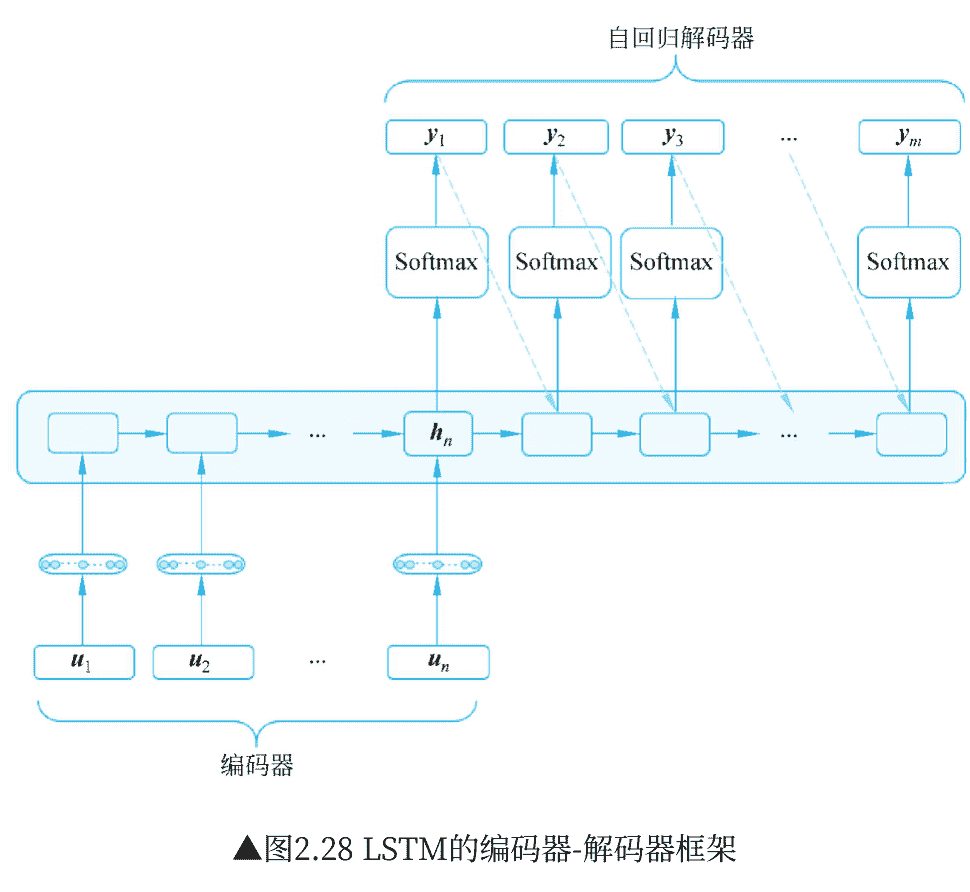 自回归解码器
y1 y2 y3 ... ym
Softmax Softmax Softmax Softmax
... hn ...
u1 u2 ... un
编码器
▲图2.28 LSTM的编码器-解码器框架